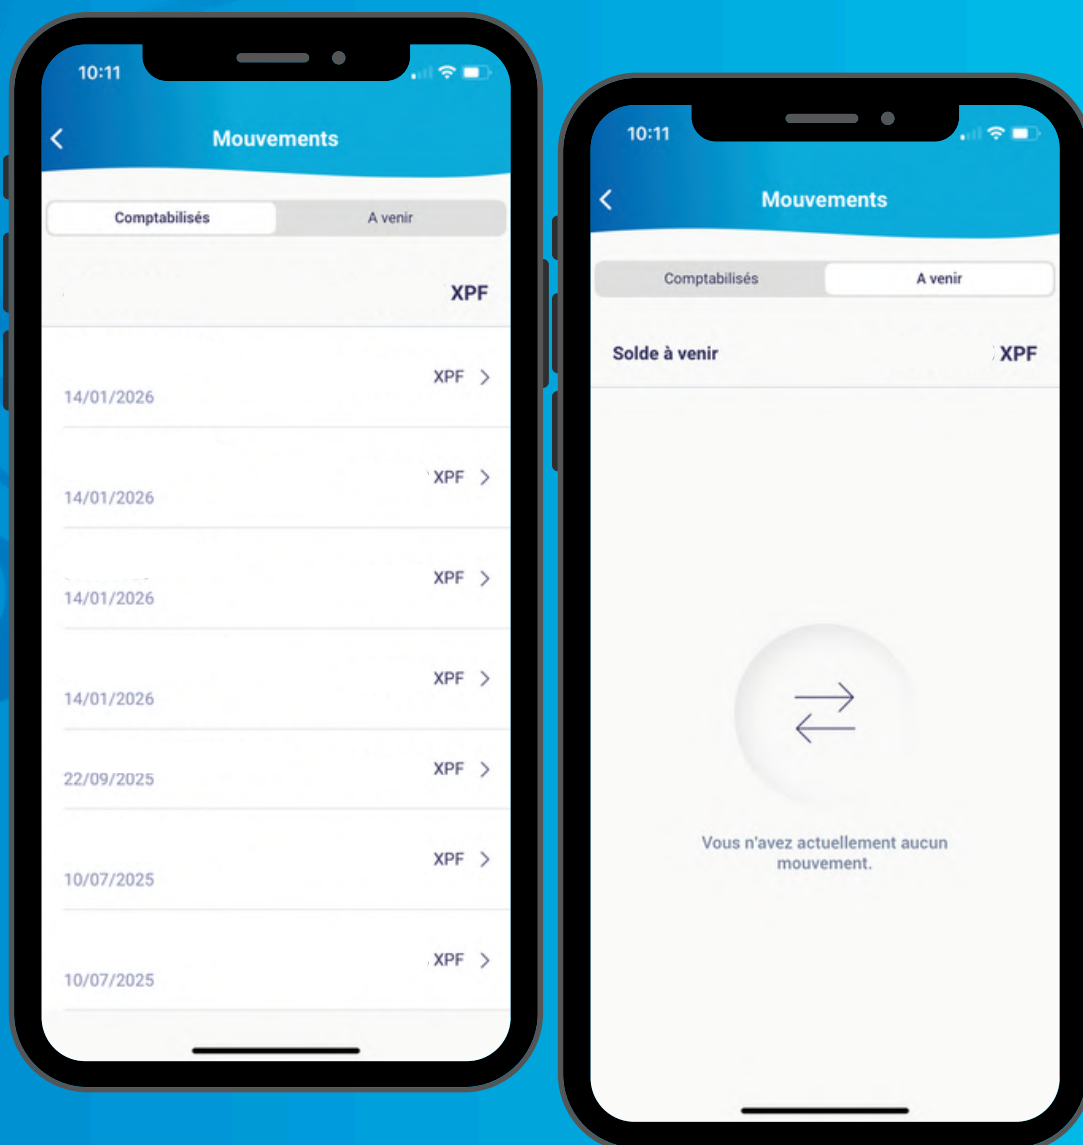 10:11
Mouvements
Comptabilisés A venir
XPF
XPF
14/01/2026
XPF
14/01/2026
XPF
14/01/2026
XPF
14/01/2026
XPF
22/09/2025
XPF
10/07/2025
XPF
10/07/2025
10:11
Mouvements
Comptabilisés A venir
Solde à venir XPF
Vous n'avez actuellement aucun
mouvement.